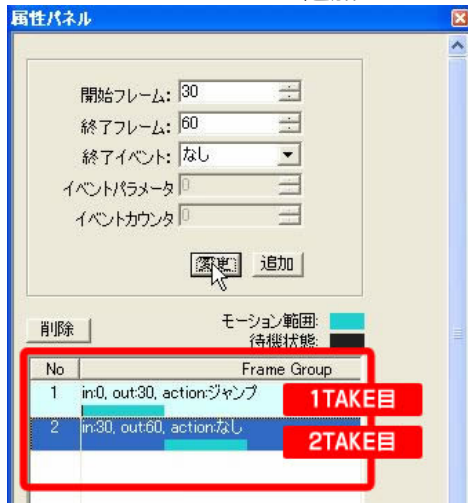 属性パネル
開始フレーム: 30
終了フレーム: 60
終了イベント: なし
イベントパラメータ 0
イベントカウンタ 0
変更 追加
モーション範囲:
削除
待機状態:
No Frame Group
1 in:0, out:30, action:ジャンプ
1TAKE目
2 in:30, out:60, action:なし
2TAKE目